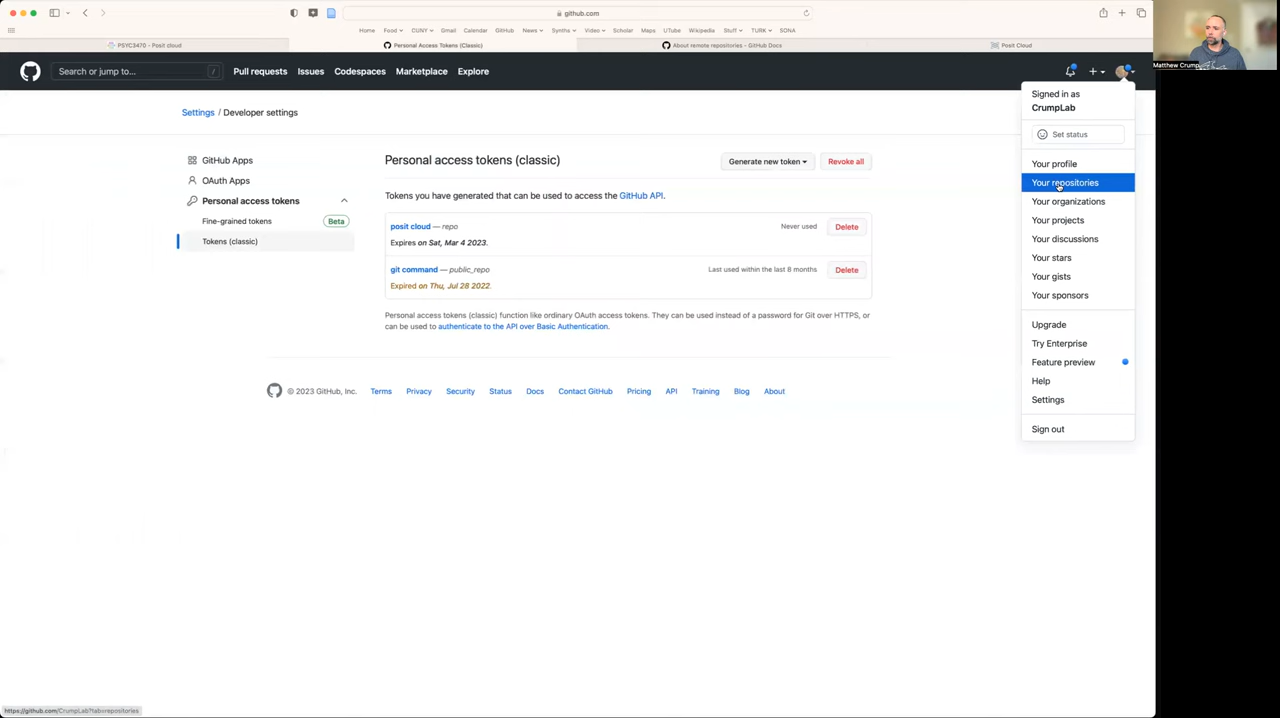 github.com
Home Food CUNY Gmail Calendar GitHub News Synths Video Scholar Maps UTube Wikipedia Stuff TURK SONA
PSYC3470 - Posit cloud
Personal Access Tokens (Classic)
About remote repositories - GitHub Docs
Posit Cloud
Matthew Crump
Search or jump to... /
Pull requests Issues Codespaces Marketplace Explore
Signed in as
CrumpLab
Set status
Your profile
Your repositories
Your organizations
Your projects
Your discussions
Your stars
Your gists
Your sponsors
Upgrade
Try Enterprise
Feature preview
Help
Settings
Sign out
Settings / Developer settings
GitHub Apps
OAuth Apps
Personal access tokens
Fine-grained tokens Beta
Tokens (classic)
Personal access tokens (classic)
Generate new token Revoke all
Tokens you have generated that can be used to access the GitHub API.
posit cloud — repo Never used Delete
Expires on Sat, Mar 4 2023.
git command — public_repo Last used within the last 8 months Delete
Expired on Thu, Jul 28 2022.
Personal access tokens (classic) function like ordinary OAuth access tokens. They can be used instead of a password for Git over HTTPS, or
can be used to authenticate to the API over Basic Authentication.
© 2023 GitHub, Inc. Terms Privacy Security Status Docs Contact GitHub Pricing API Training Blog About
https://github.com/CrumpLab?tab=repositories